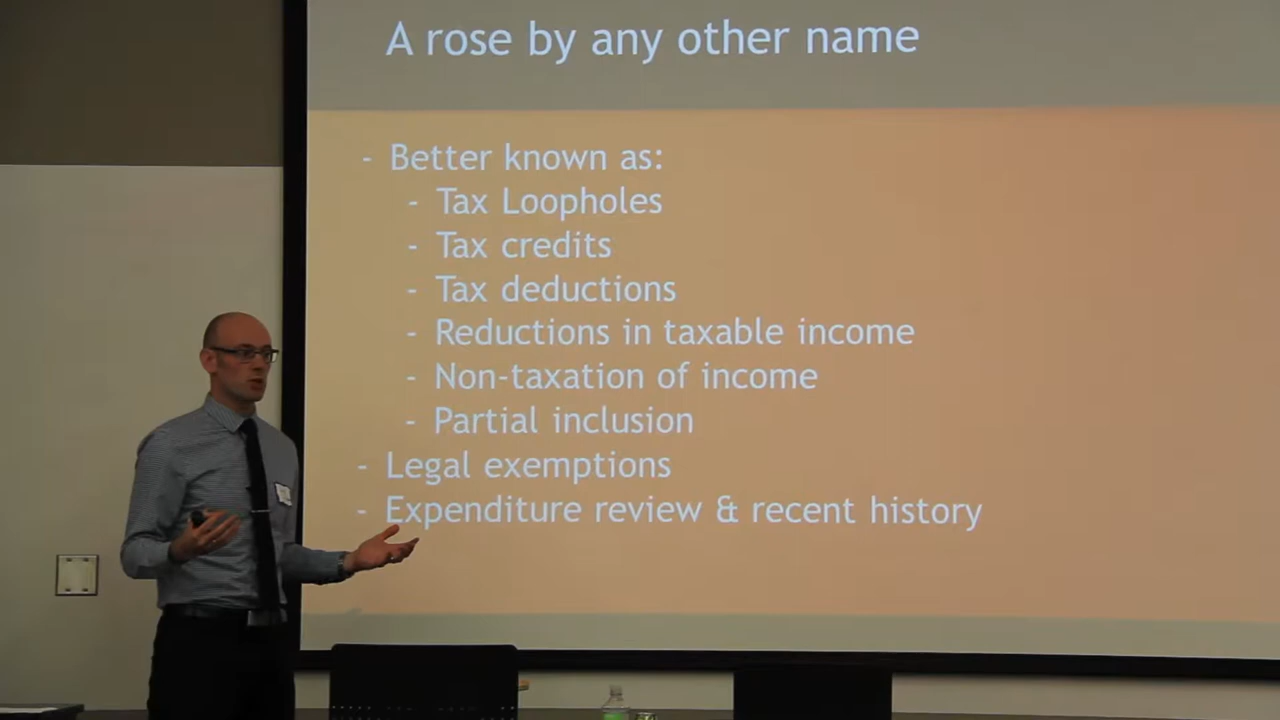 A rose by any other name
- Better known as:
- Tax Loopholes
- Tax credits
- Tax deductions
- Reductions in taxable income
- Non-taxation of income
- Partial inclusion
- Legal exemptions
- Expenditure review & recent history